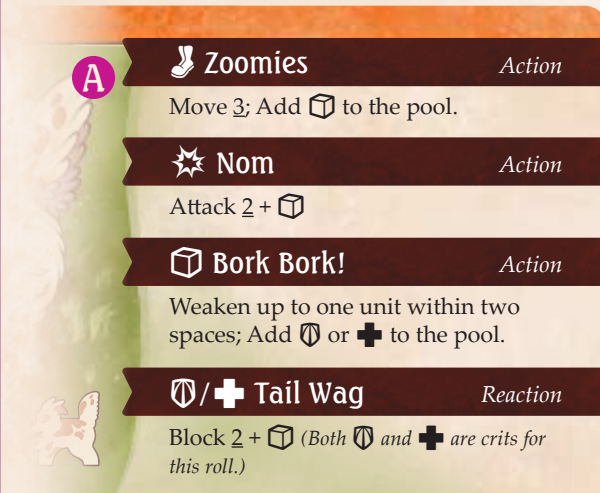 A
Zoomies Action
Move 3; Add to the pool.
Nom Action
Attack 2 +
Bork Bork! Action
Weaken up to one unit within two
spaces; Add or to the pool.
/ Tail Wag Reaction
Block 2 + (Both and are crits for
this roll.)